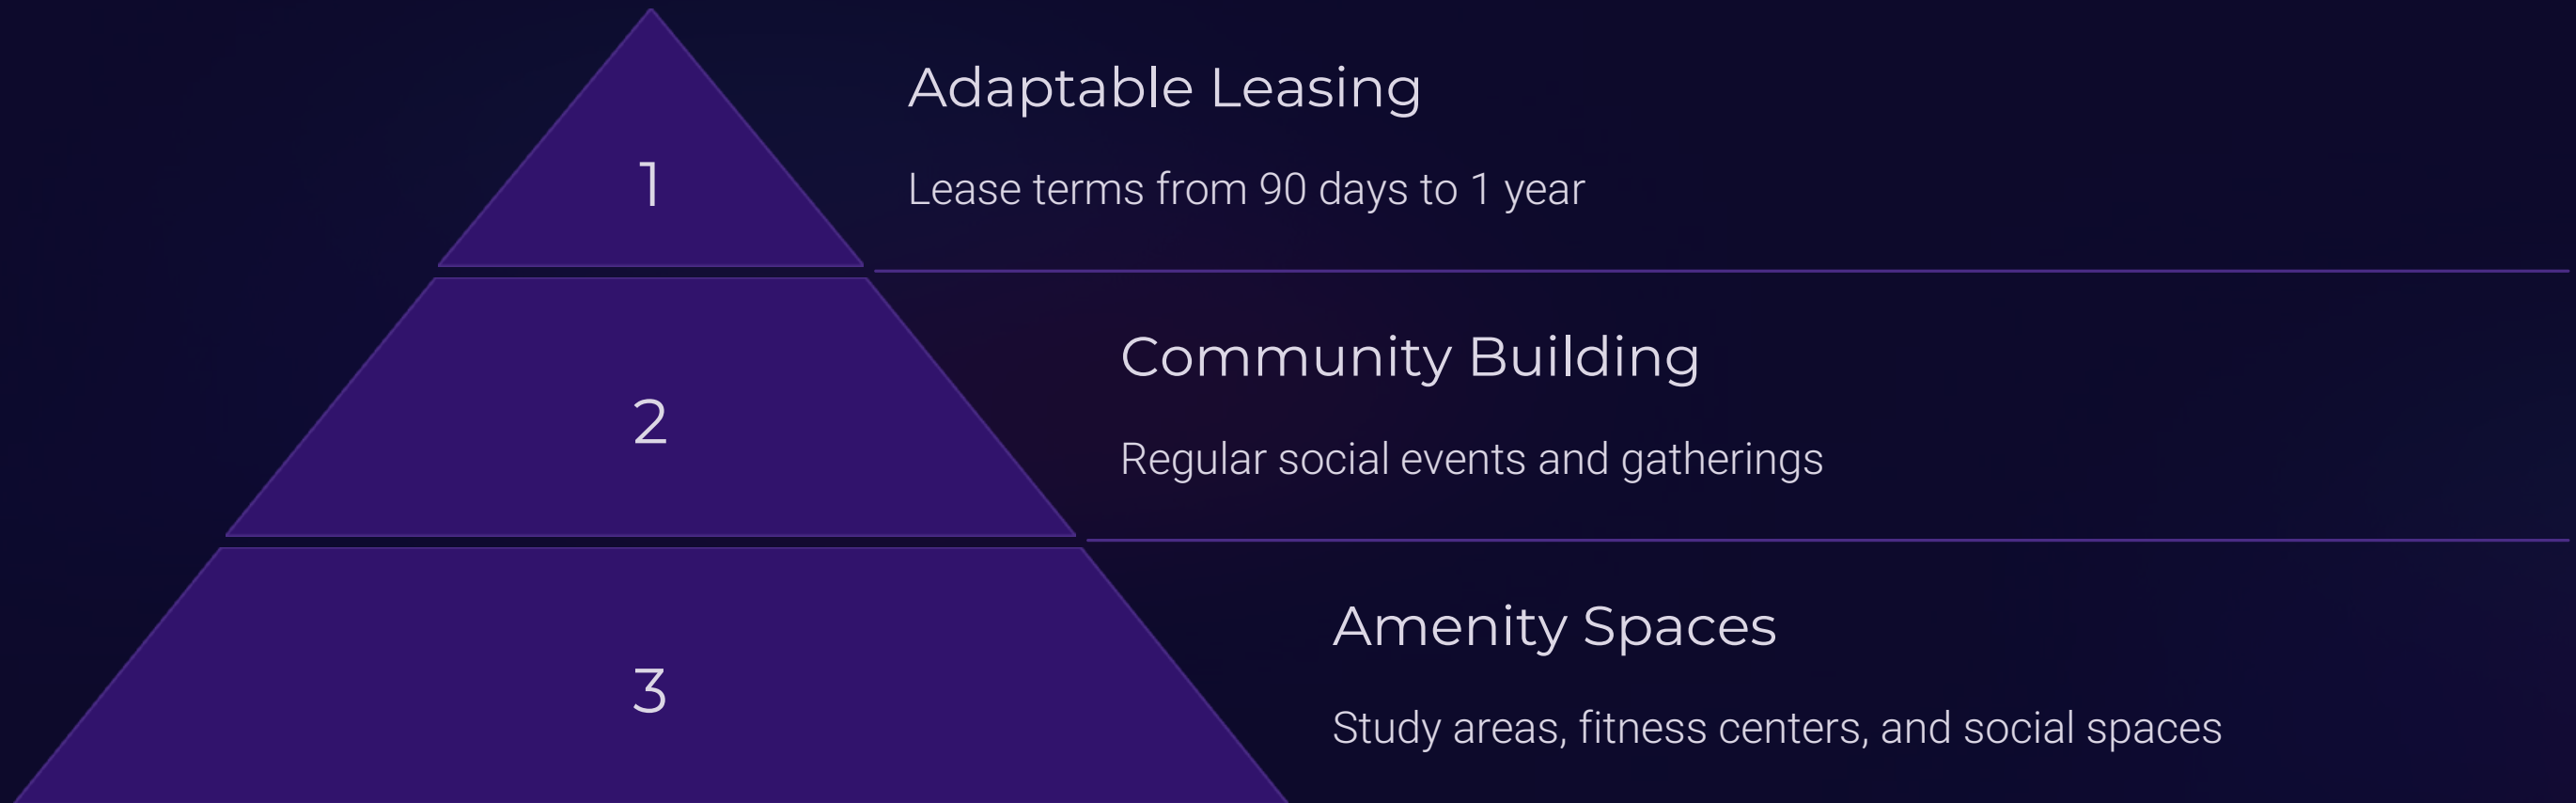 1
Adaptable Leasing
Lease terms from 90 days to 1 year
2
Community Building
Regular social events and gatherings
3
Amenity Spaces
Study areas, fitness centers, and social spaces